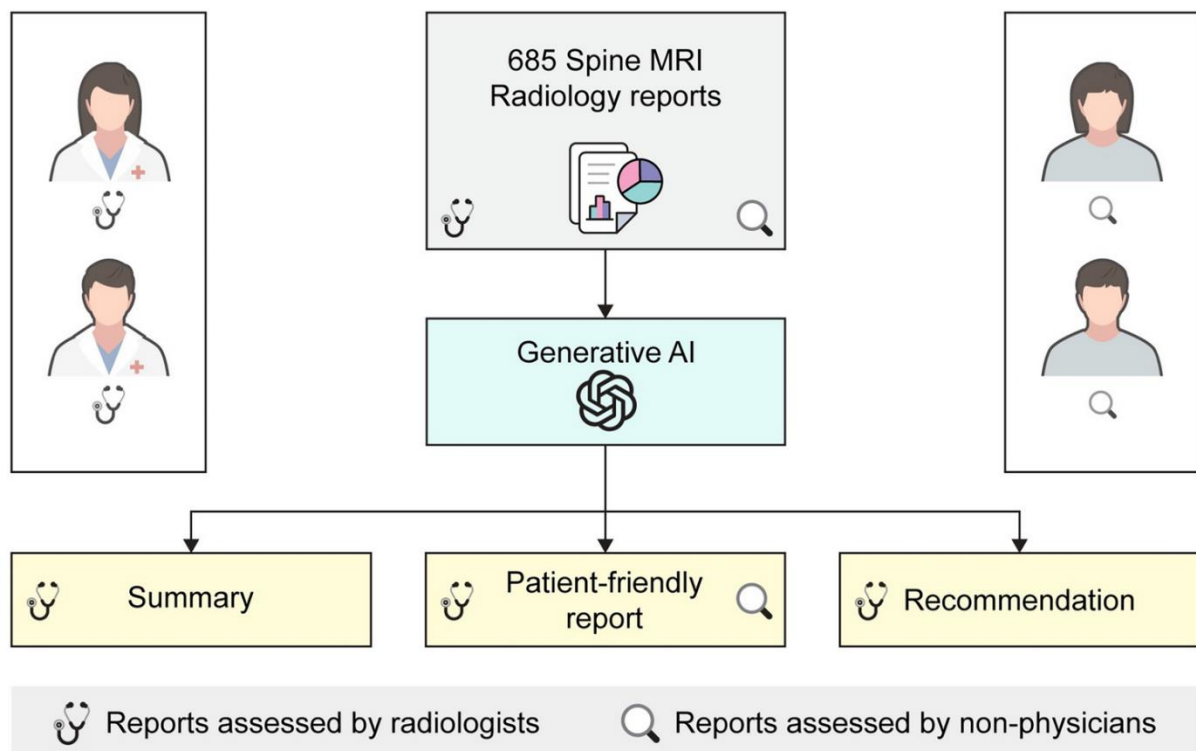 685 Spine MRI
Radiology reports
Generative AI
Summary
Patient-friendly
report
Recommendation
Reports assessed by radiologists
Reports assessed by non-physicians